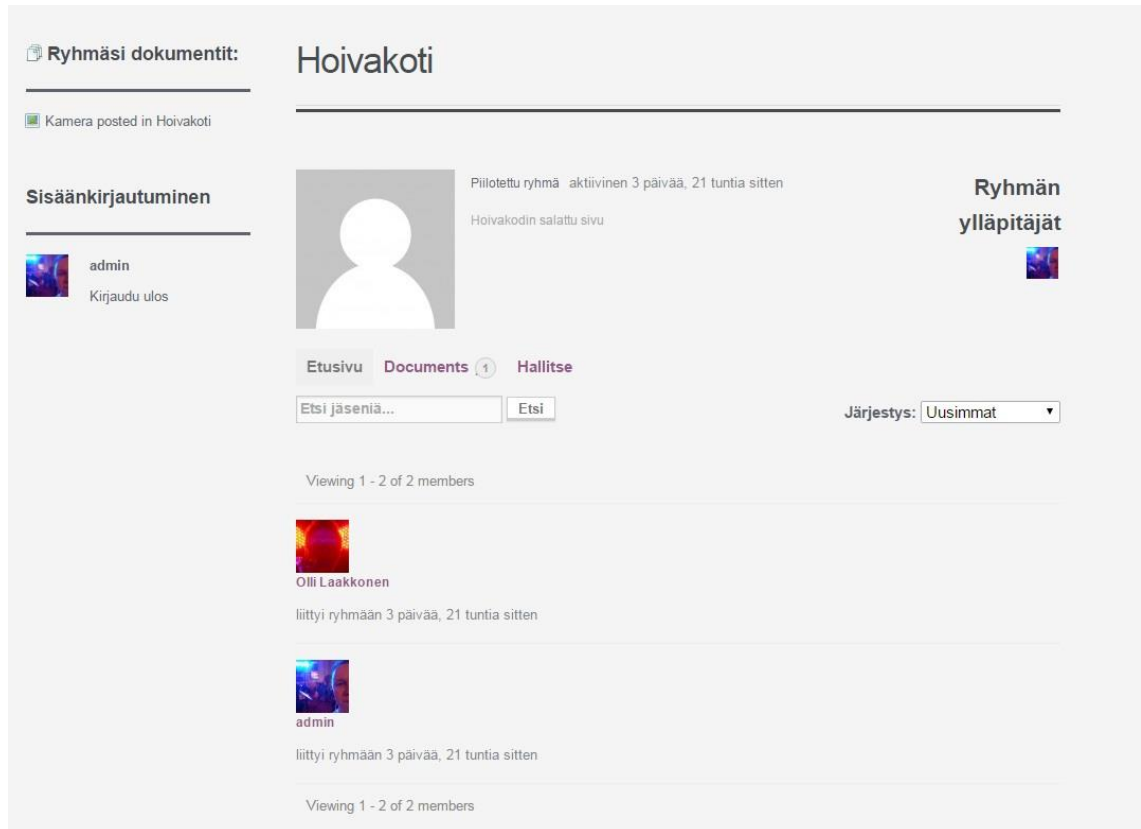 Ryhmäsi dokumentit:
Kamera posted in Hoivakoti
Sisäänkirjautuminen
admin
Kirjaudu ulos
Hoivakoti
Piilotettu ryhmä aktiivinen 3 päivää, 21 tuntia sitten
Hoivakodin salattu sivu
Ryhmän
ylläpitäjät
Etusivu Documents 1 Hallitse
Etsi jäseniä... Etsi
Järjestys: Uusimmat
Viewing 1 - 2 of 2 members
Olli Laakkonen
liittyi ryhmään 3 päivää, 21 tuntia sitten
admin
liittyi ryhmään 3 päivää, 21 tuntia sitten
Viewing 1 - 2 of 2 members